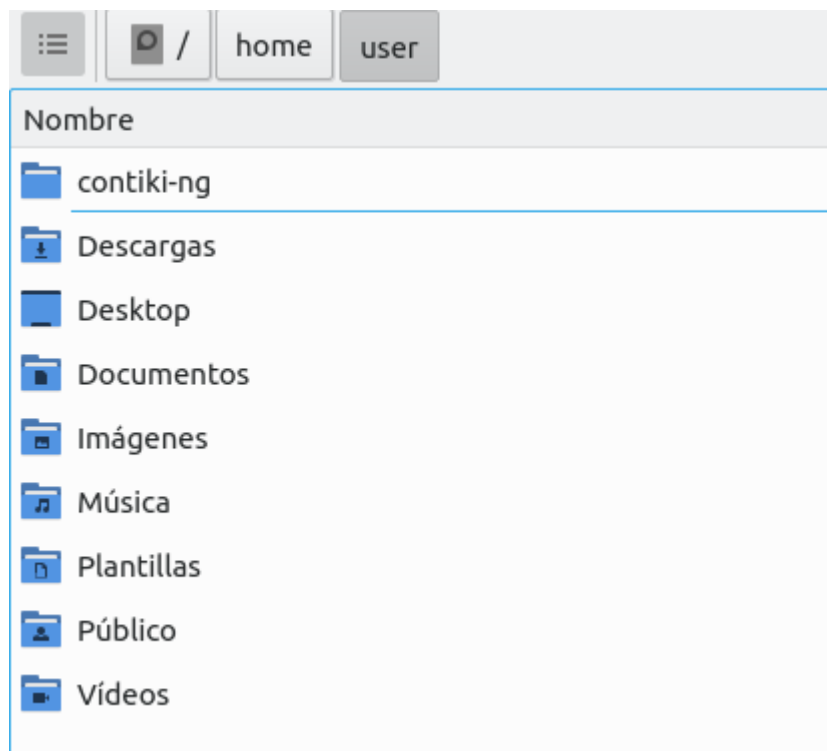 / home user
Nombre
contiki-ng
Descargas
Desktop
Documentos
Imágenes
Música
Plantillas
Público
Vídeos